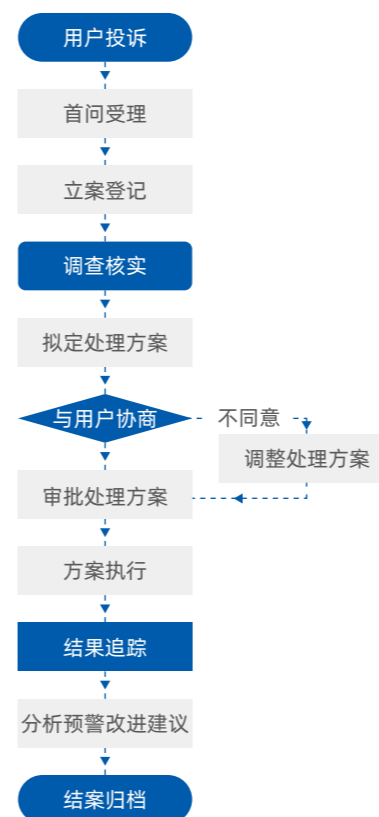 用户投诉
首问受理
立案登记
调查核实
拟定处理方案
与用户协商
不同意
调整处理方案
审批处理方案
方案执行
结果追踪
分析预警改进建议
结案归档